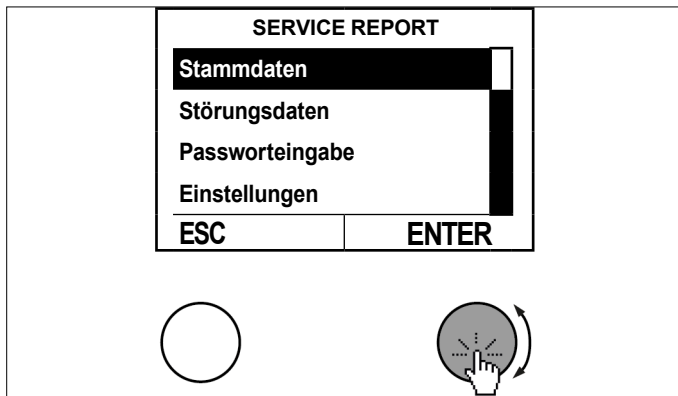 SERVICE REPORT
Stammdaten
Störungsdaten
Passworteingabe
Einstellungen
ESC ENTER